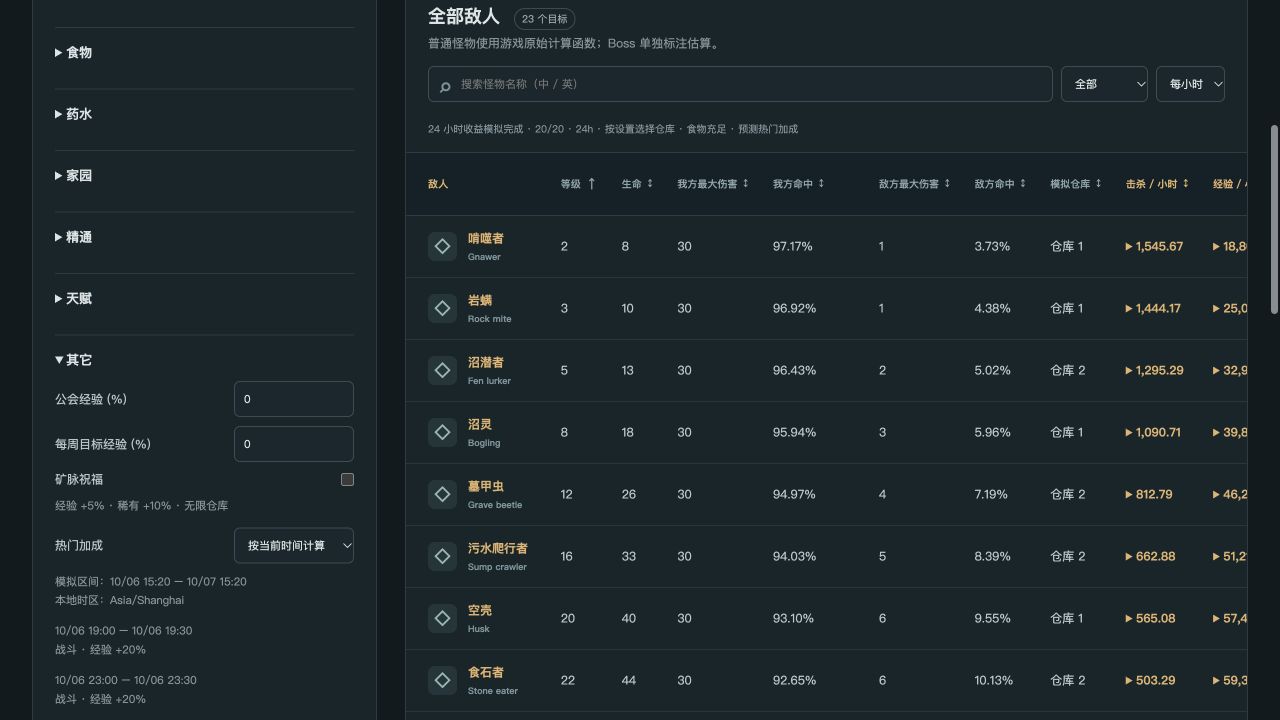 食物
药水
家园
精通
天赋
其它
公会经验 (%)
0
每周目标经验 (%)
0
矿脉祝福
经验 +5% · 稀有 +10% · 无限仓库
热门加成
按当前时间计算
模拟区间：10/06 15:20 — 10/07 15:20
本地时区：Asia/Shanghai
10/06 19:00 — 10/06 19:30
战斗 · 经验 +20%
10/06 23:00 — 10/06 23:30
战斗 · 经验 +20%
全部敌人 23 个目标
普通怪物使用游戏原始计算函数；Boss 单独标注估算。
搜索怪物名称（中 / 英） 全部 每小时
24 小时收益模拟完成 · 20/20 · 24h · 按设置选择仓库 · 食物充足 · 预测热门加成
敌人 等级 ↑ 生命 ↕ 我方最大伤害 ↕ 我方命中 ↕ 敌方最大伤害 ↕ 敌方命中 ↕ 模拟仓库 ↕ 击杀 / 小时 ↕ 经验 /
啃噬者 2 8 30 97.17% 1 3.73% 仓库 1 1,545.67 18,8
Gnawer
岩螨 3 10 30 96.92% 1 4.38% 仓库 1 1,444.17 25,0
Rock mite
沼潜者 5 13 30 96.43% 2 5.02% 仓库 2 1,295.29 32,9
Fen lurker
沼灵 8 18 30 95.94% 3 5.96% 仓库 1 1,090.71 39,8
Bogling
墓甲虫 12 26 30 94.97% 4 7.19% 仓库 2 812.79 46,2
Grave beetle
污水爬行者 16 33 30 94.03% 5 8.39% 仓库 2 662.88 51,2
Sump crawler
空壳 20 40 30 93.10% 6 9.55% 仓库 1 565.08 57,4
Husk
食石者 22 44 30 92.65% 6 10.13% 仓库 2 503.29 59,3
Stone eater